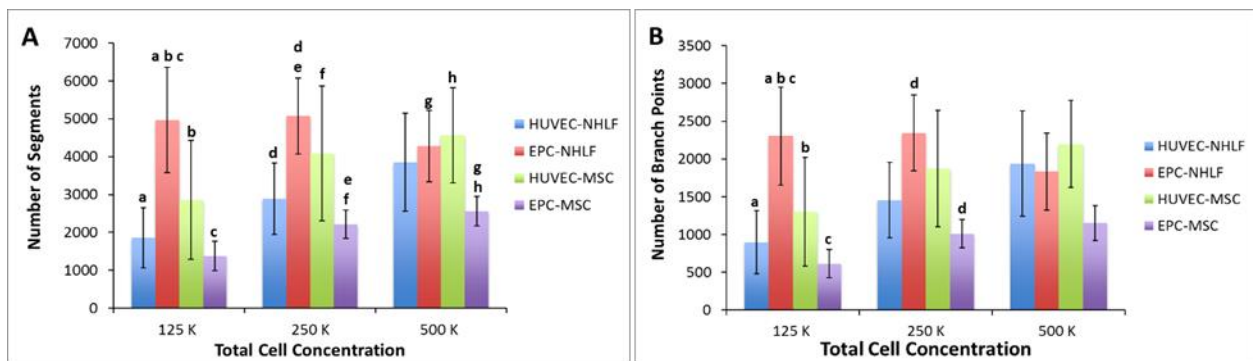 A
Number of Segments
7000
6000
5000
4000
3000
2000
1000
0
a b c
a
b
c
d
e
f
d
e
f
h
g
g
h
125 K
250 K
500 K
Total Cell Concentration
HUVEC-NHLF
EPC-NHLF
HUVEC-MSC
EPC-MSC
B
Number of Branch Points
3500
3000
2500
2000
1500
1000
500
0
a b c
a
b
c
d
d
125 K
250 K
500 K
Total Cell Concentration
HUVEC-NHLF
EPC-NHLF
HUVEC-MSC
EPC-MSC